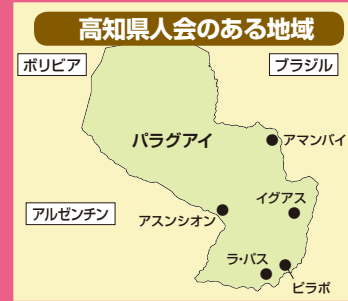 高知県人会のある地域
ボリビア
ブラジル
パラグアイ
アマンバイ
イグアス
アルゼンチン
アスンシオン
ラ・パス
ピラポ